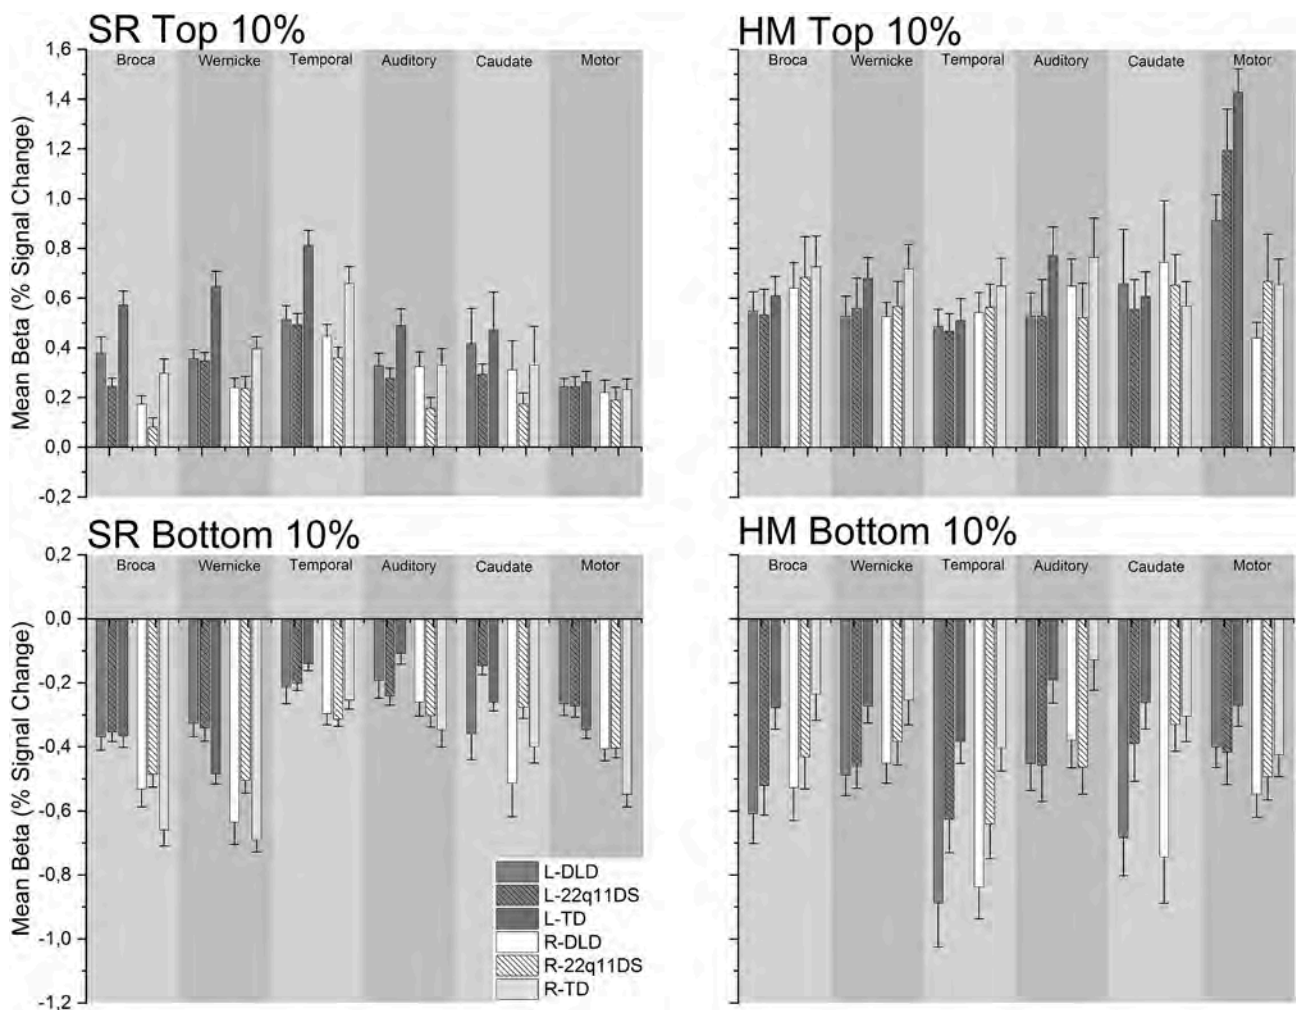 SR Top 10%
Broca Wernicke Temporal Auditory Caudate Motor
Mean Beta (% Signal Change)
1,6
1,4
1,2
1,0
0,8
0,6
0,4
0,2
0,0
-0,2
HM Top 10%
Broca Wernicke Temporal Auditory Caudate Motor
SR Bottom 10%
Broca Wernicke Temporal Auditory Caudate Motor
Mean Beta (% Signal Change)
0,2
0,0
-0,2
-0,4
-0,6
-0,8
-1,0
-1,2
L-DLD
L-22q11DS
L-TD
R-DLD
R-22q11DS
R-TD
HM Bottom 10%
Broca Wernicke Temporal Auditory Caudate Motor